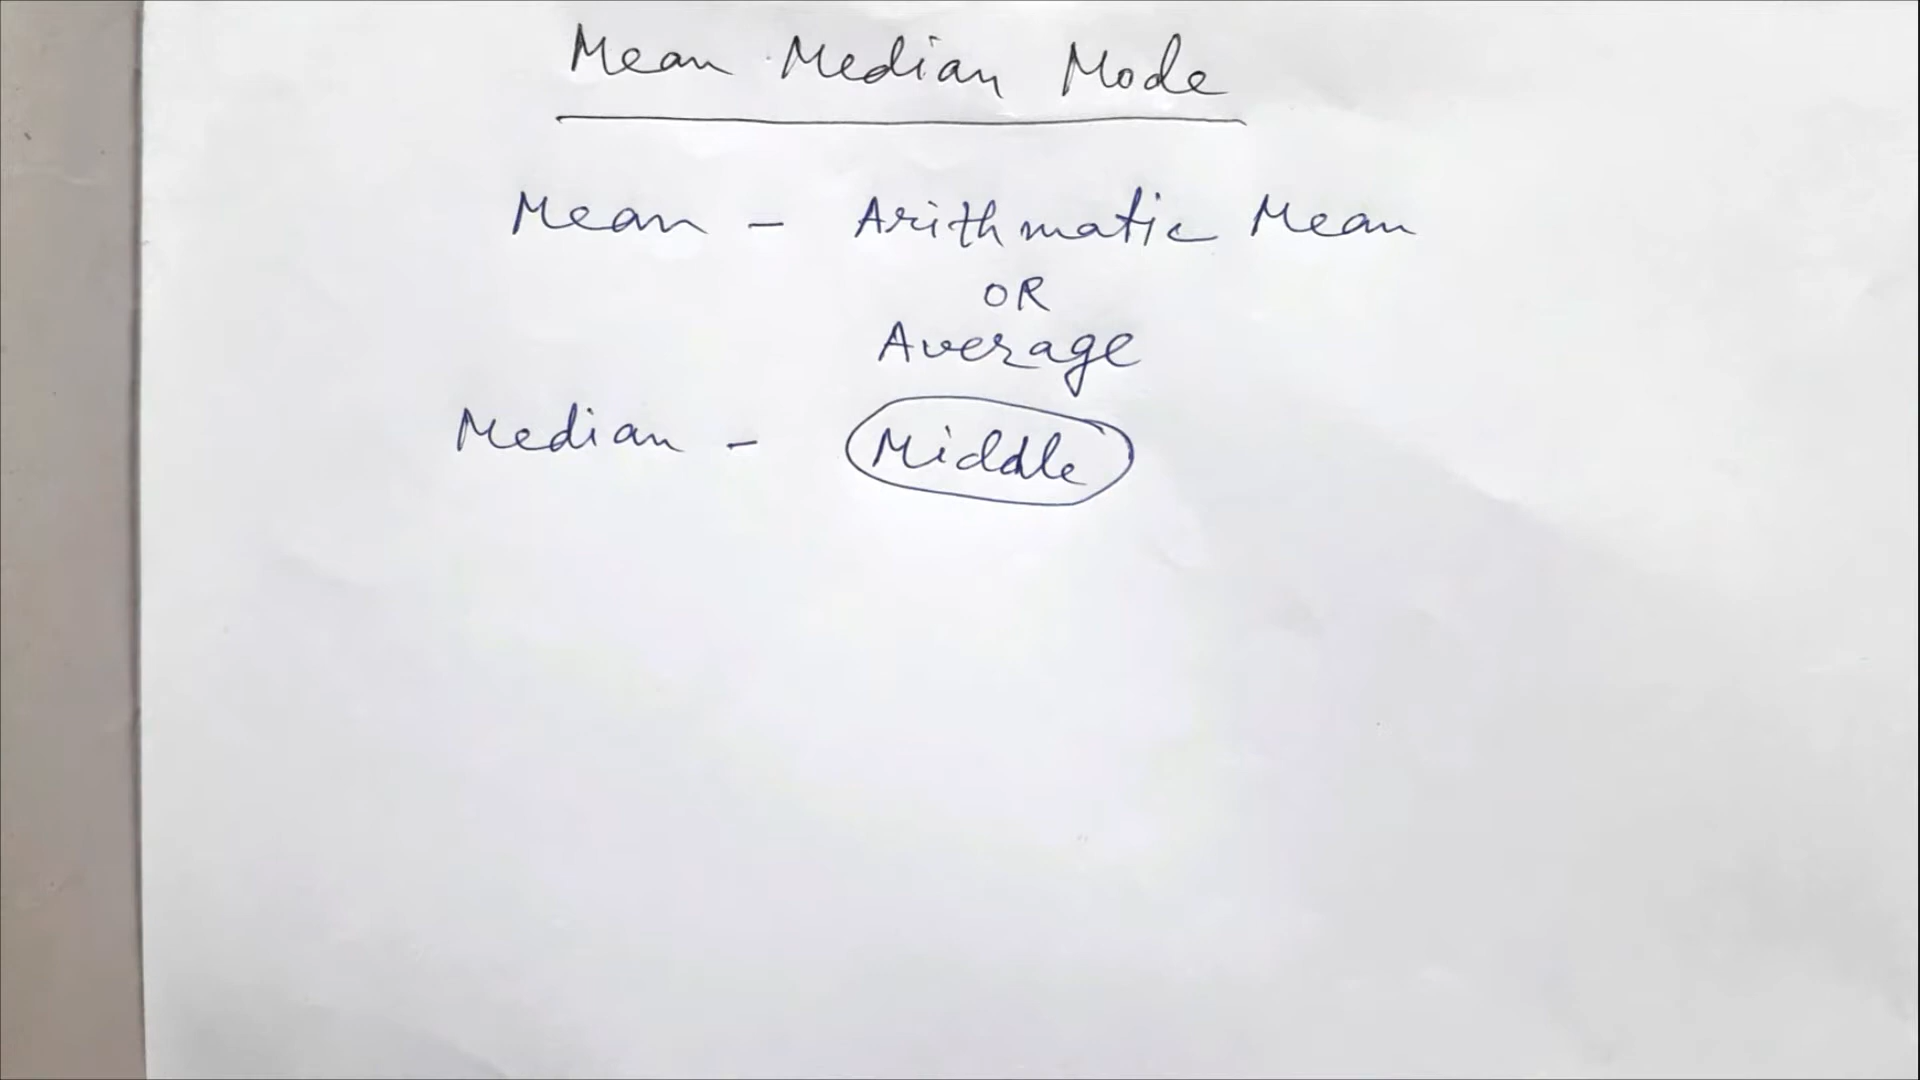 Mean Median Mode
Mean - Arithmatic Mean
OR
Average
Median - Middle